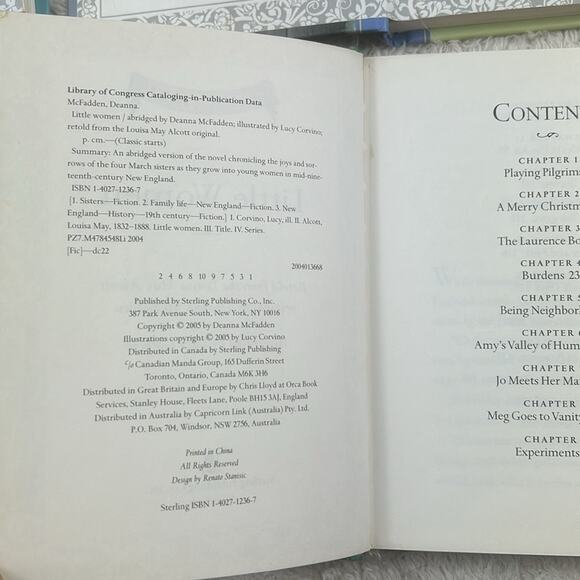 Library of Congress Cataloging-in-Publication Data
McFadden, Deanna.
Little women / abridged by Deanna McFadden; illustrated by Lucy Corvino;
retold from the Louisa May Alcott original.
p. cm.—(Classic starts)
Summary: An abridged version of the novel chronicling the joys and sor-
rows of the four March sisters as they grow into young women in mid-nine-
teenth-century New England.
ISBN 1-4027-1236-7
[1. Sisters—Fiction. 2. Family life—New England—Fiction. 3. New
England—History—19th century—Fiction.] I. Corvino, Lucy, ill. II. Alcott,
Louisa May, 1832–1888. Little women. III. Title. IV. Series.
PZ7.M4784548Li 2004
[Fic]—dc22
2004013668
2 4 6 8 10 9 7 5 3 1
Published by Sterling Publishing Co., Inc.
387 Park Avenue South, New York, NY 10016
Copyright © 2005 by Deanna McFadden
Illustrations copyright © 2005 by Lucy Corvino
Distributed in Canada by Sterling Publishing
c/o Canadian Manda Group, 165 Dufferin Street
Toronto, Ontario, Canada M6K 3H6
Distributed in Great Britain and Europe by Chris Lloyd at Orca Book
Services, Stanley House, Fleets Lane, Poole BH15 3AJ, England
Distributed in Australia by Capricorn Link (Australia) Pty. Ltd.
P.O. Box 704, Windsor, NSW 2756, Australia
Printed in China
All Rights Reserved
Design by Renato Stanisic
Sterling ISBN 1-4027-1236-7
CONTEN
CHAPTER 1
Playing Pilgrim
CHAPTER 2
A Merry Christm
CHAPTER 3
The Laurence Bo
CHAPTER 4
Burdens 23
CHAPTER 5
Being Neighborl
CHAPTER 6
Amy's Valley of Hum
CHAPTER
Jo Meets Her Ma
CHAPTER
Meg Goes to Vanity
CHAPTER
Experiments